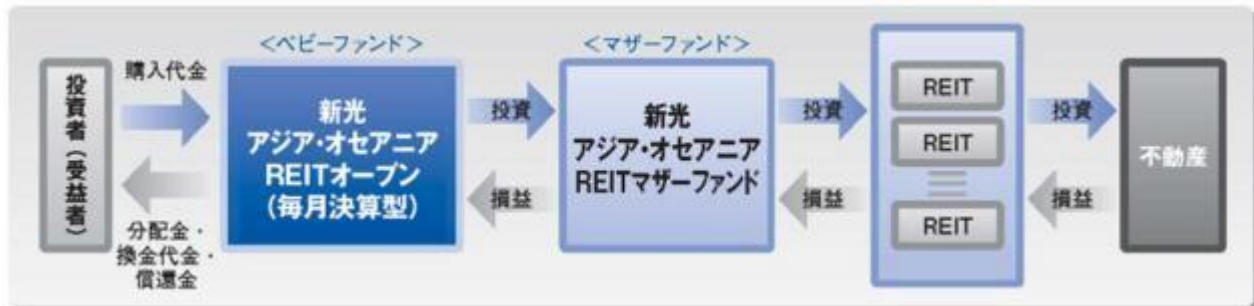 投資者(受益者)
購入代金
分配金・
換金代金・
償還金
<ベビーファンド>
新光
アジア・オセアニア
REITオープン
(毎月決算型)
投資
損益
<マザーファンド>
新光
アジア・オセアニア
REITマザーファンド
投資
損益
REIT
REIT
REIT
投資
損益
不動産